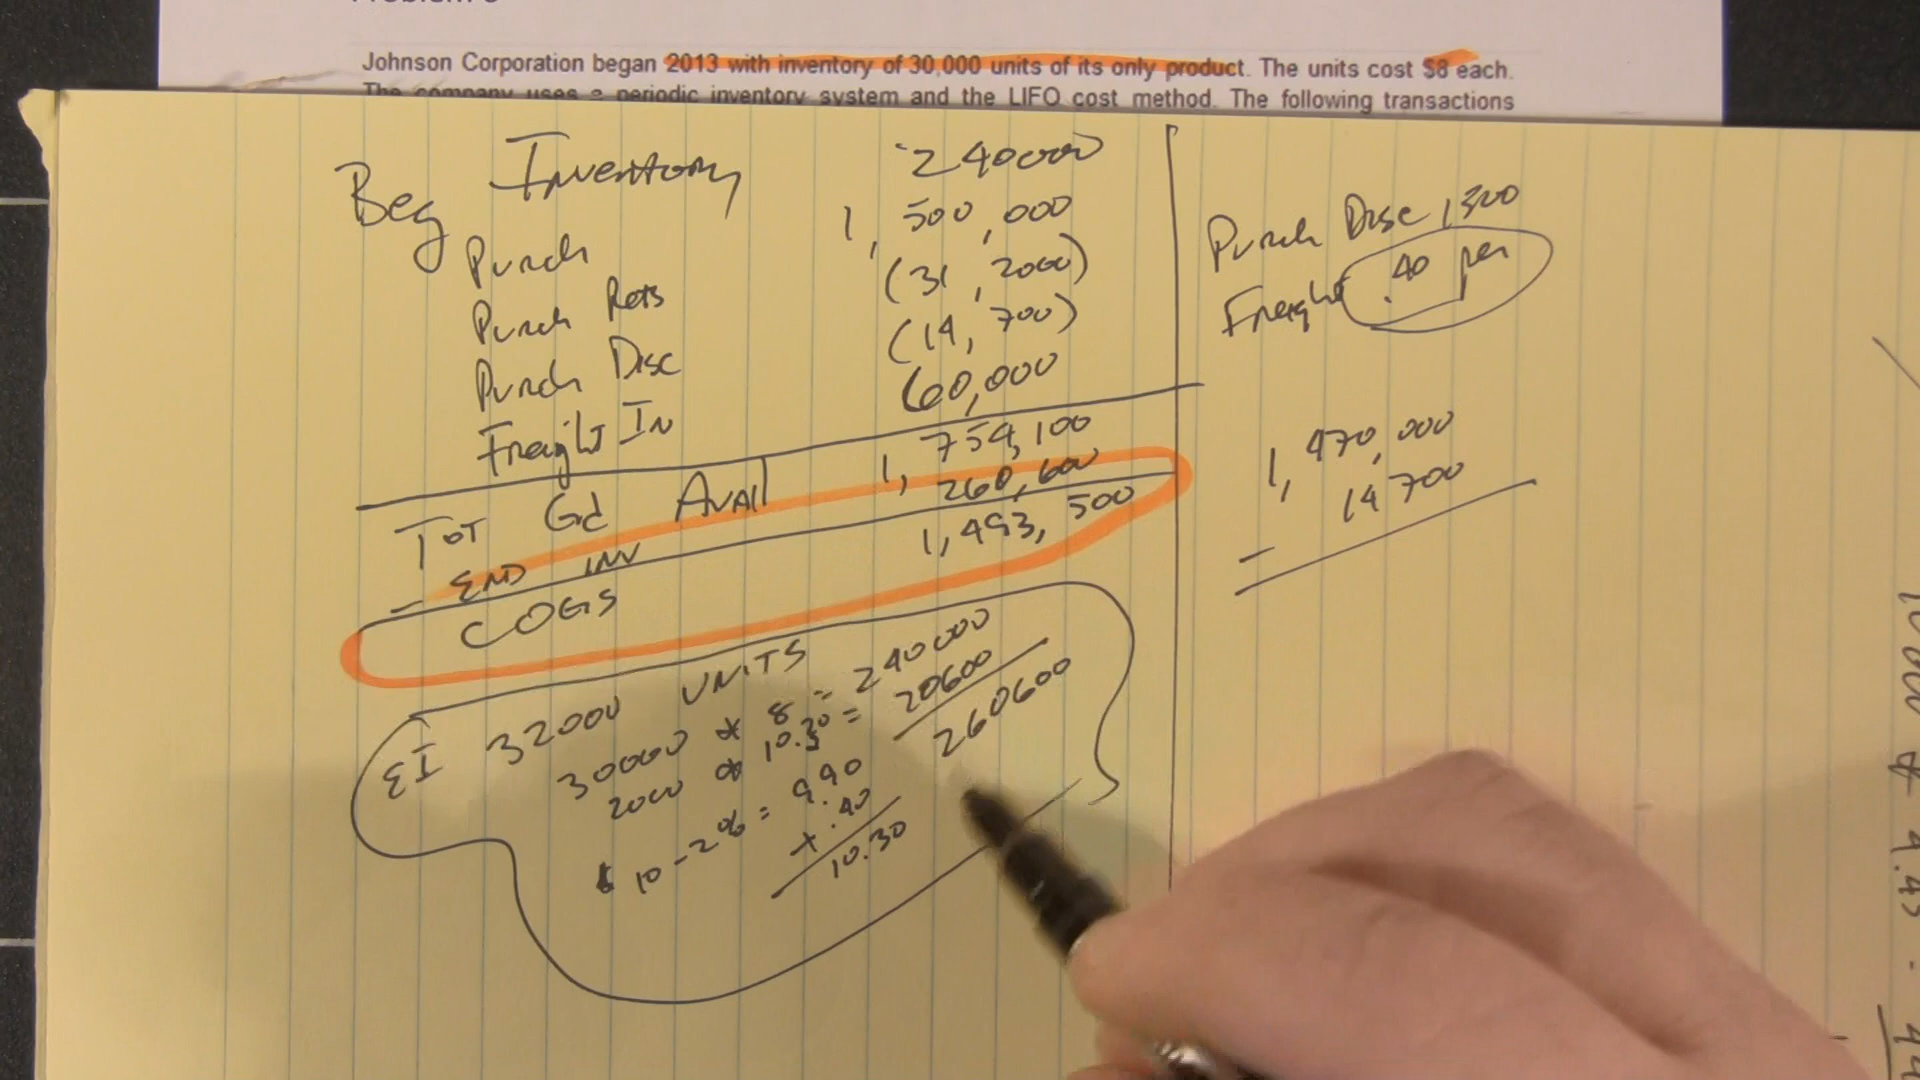 Johnson Corporation began 2013 with inventory of 30,000 units of its only product. The units cost $8 each.
The company uses a periodic inventory system and the LIFO cost method. The following transactions
Beg Inventory 240000
Purch 1,500,000
Purch Rets (31,2000)
Purch Disc (14,700)
Freight In 60,000
Tot Gd Avail 1,754,100
- END INV 260,600
COGS 1,493,500
EI 32000 UNITS
30000 * 8 = 240000
2000 * 10.30 = 20600
260600
$10 - 2% = 9.90
+ .40
10.30
Purch Disc 1300
Freight .40 per
1,470,000
14700
-